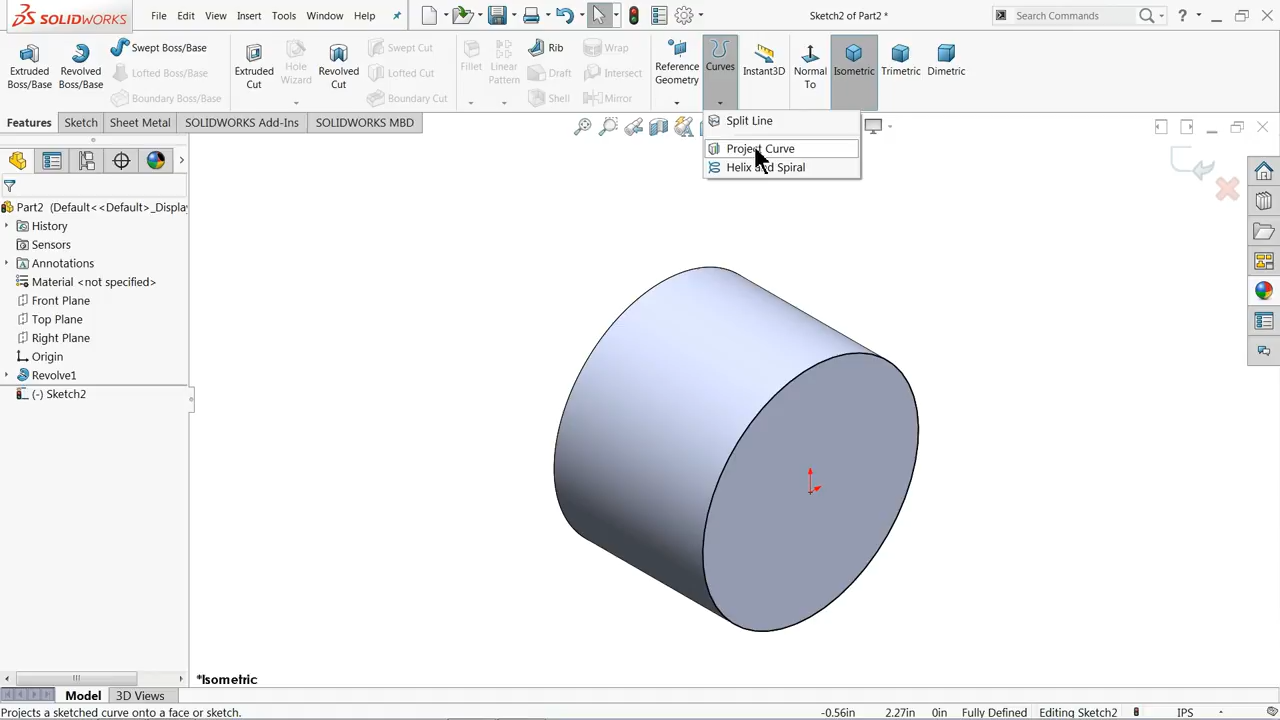 SOLIDWORKS File Edit View Insert Tools Window Help Sketch2 of Part2 * Search Commands ?
Extruded Boss/Base
Revolved Boss/Base
Swept Boss/Base
Lofted Boss/Base
Boundary Boss/Base
Extruded Cut
Hole Wizard
Revolved Cut
Swept Cut
Lofted Cut
Boundary Cut
Fillet
Linear Pattern
Rib
Draft
Shell
Wrap
Intersect
Mirror
Reference Geometry
Curves
Instant3D
Normal To
Isometric
Trimetric
Dimetric
Split Line
Project Curve
Helix and Spiral
Features Sketch Sheet Metal SOLIDWORKS Add-Ins SOLIDWORKS MBD
Part2 (Default<<Default>_Displa
History
Sensors
Annotations
Material <not specified>
Front Plane
Top Plane
Right Plane
Origin
Revolve1
(-) Sketch2
*Isometric
Model 3D Views
Projects a sketched curve onto a face or sketch. -0.56in 2.27in 0in Fully Defined Editing Sketch2 IPS